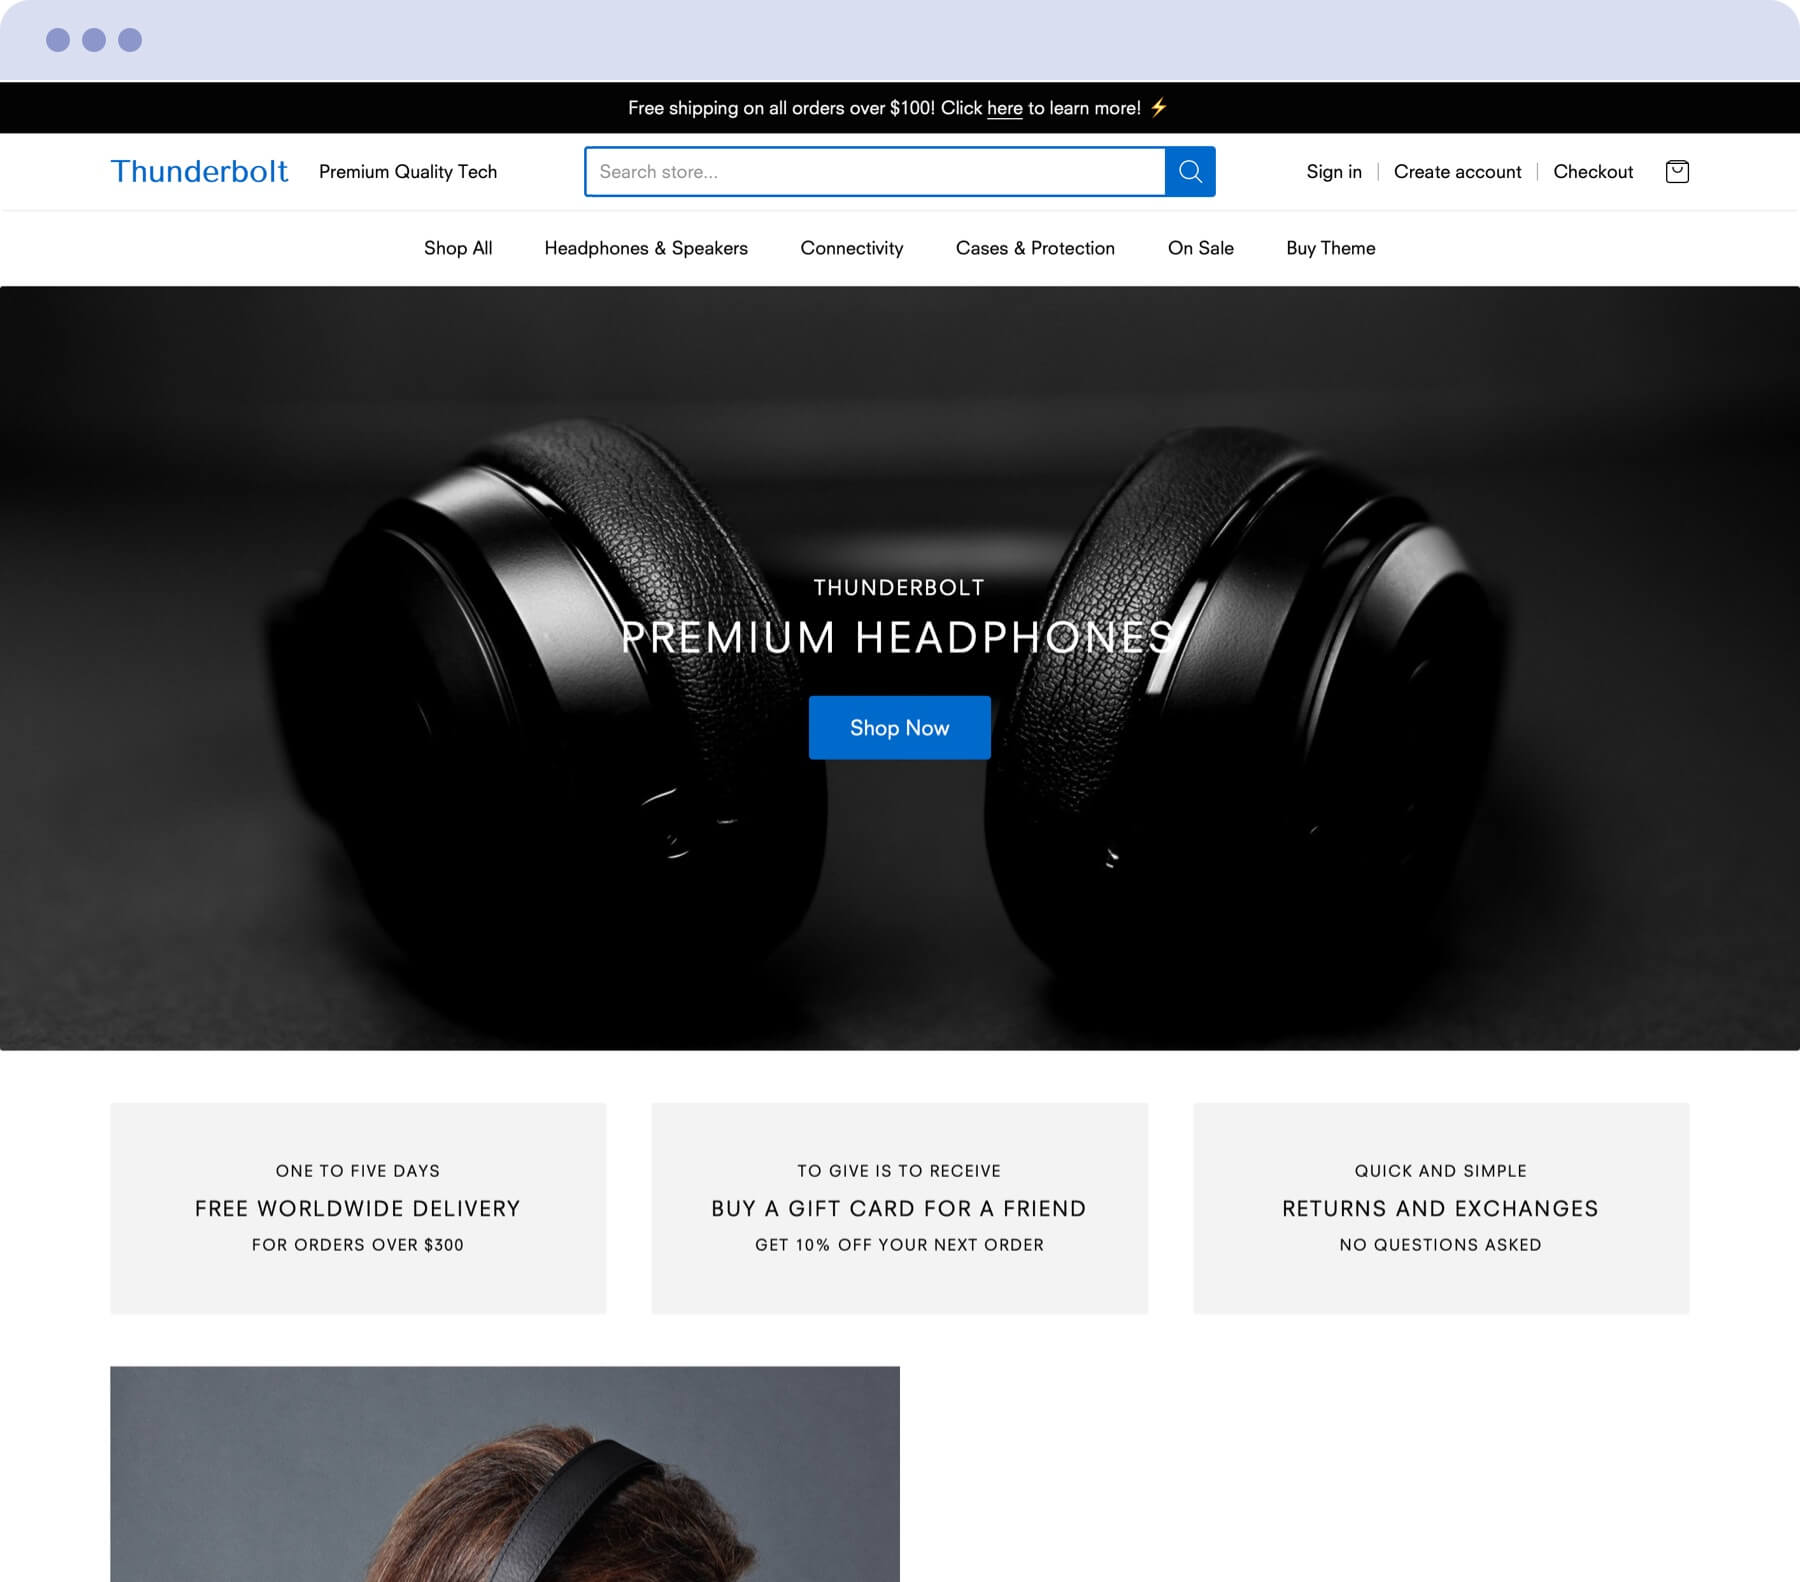 Free shipping on all orders over $100! Click here to learn more! ⚡
Thunderbolt
Premium Quality Tech
Search store...
Sign in | Create account | Checkout
Shop All
Headphones & Speakers
Connectivity
Cases & Protection
On Sale
Buy Theme
THUNDERBOLT
PREMIUM HEADPHONES
Shop Now
ONE TO FIVE DAYS
FREE WORLDWIDE DELIVERY
FOR ORDERS OVER $300
TO GIVE IS TO RECEIVE
BUY A GIFT CARD FOR A FRIEND
GET 10% OFF YOUR NEXT ORDER
QUICK AND SIMPLE
RETURNS AND EXCHANGES
NO QUESTIONS ASKED